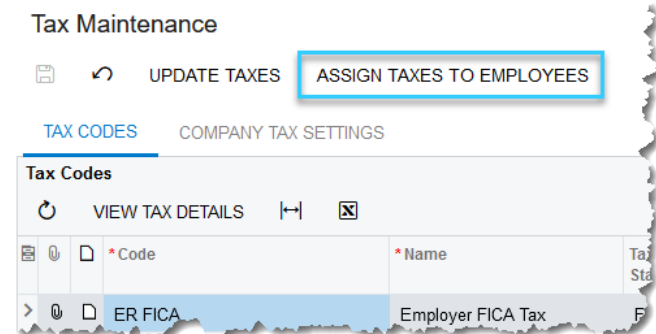 Tax Maintenance
UPDATE TAXES ASSIGN TAXES TO EMPLOYEES
TAX CODES COMPANY TAX SETTINGS
Tax Codes
VIEW TAX DETAILS
* Code * Name
ER FICA Employer FICA Tax